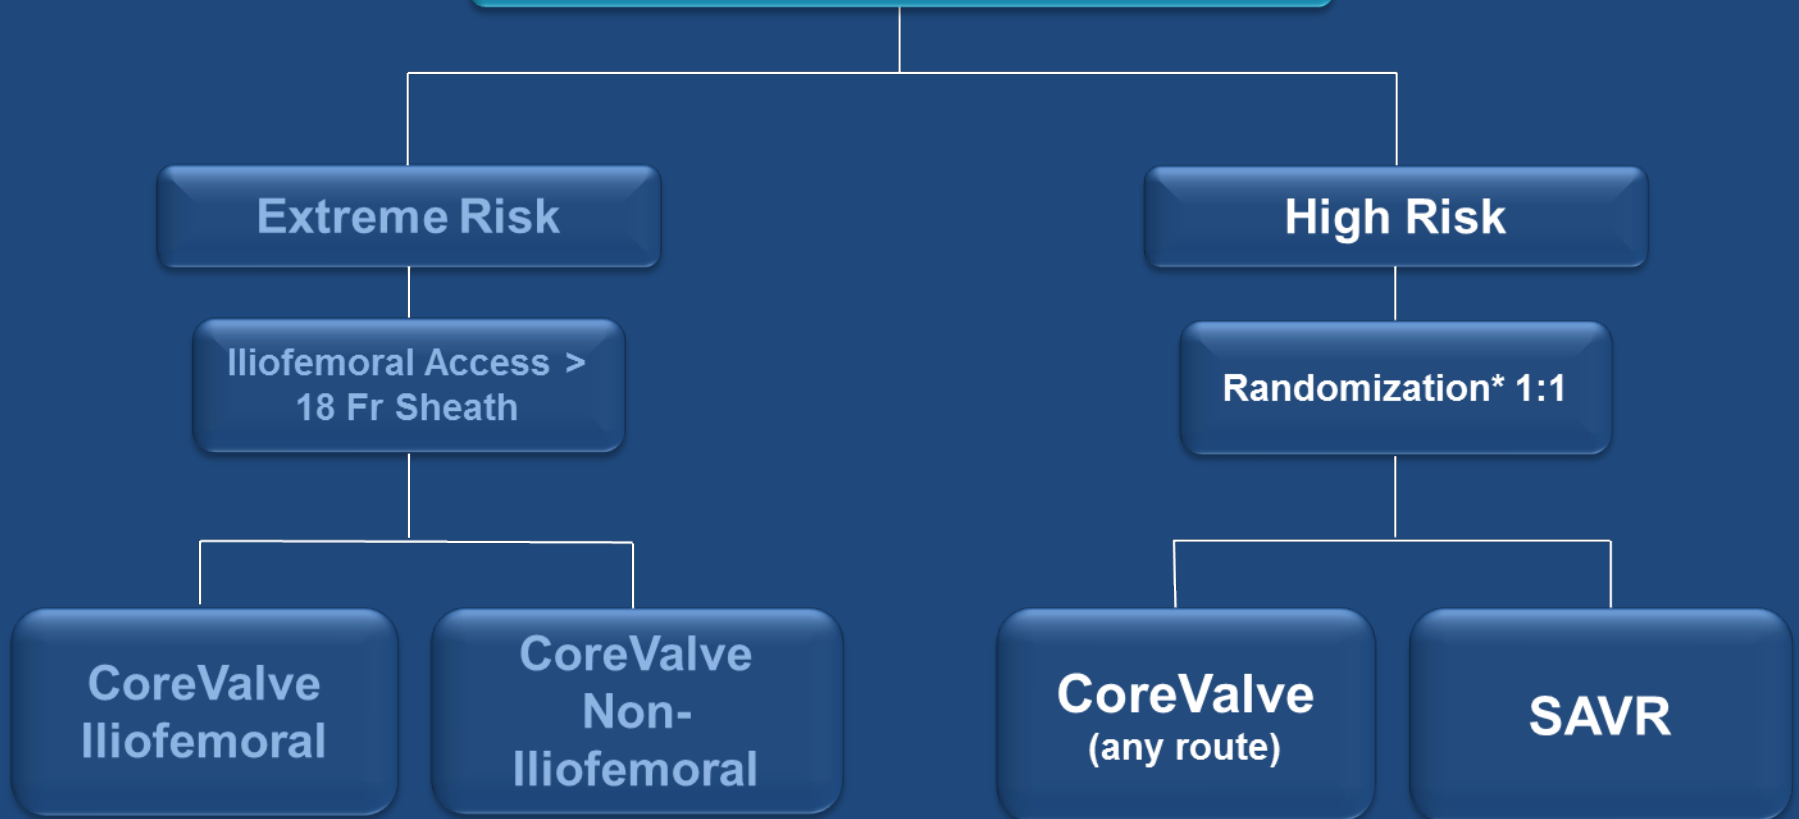 Extreme Risk
High Risk
Iliofemoral Access >
18 Fr Sheath
Randomization* 1:1
CoreValve
Iliofemoral
CoreValve
Non-
Iliofemoral
CoreValve
(any route)
SAVR